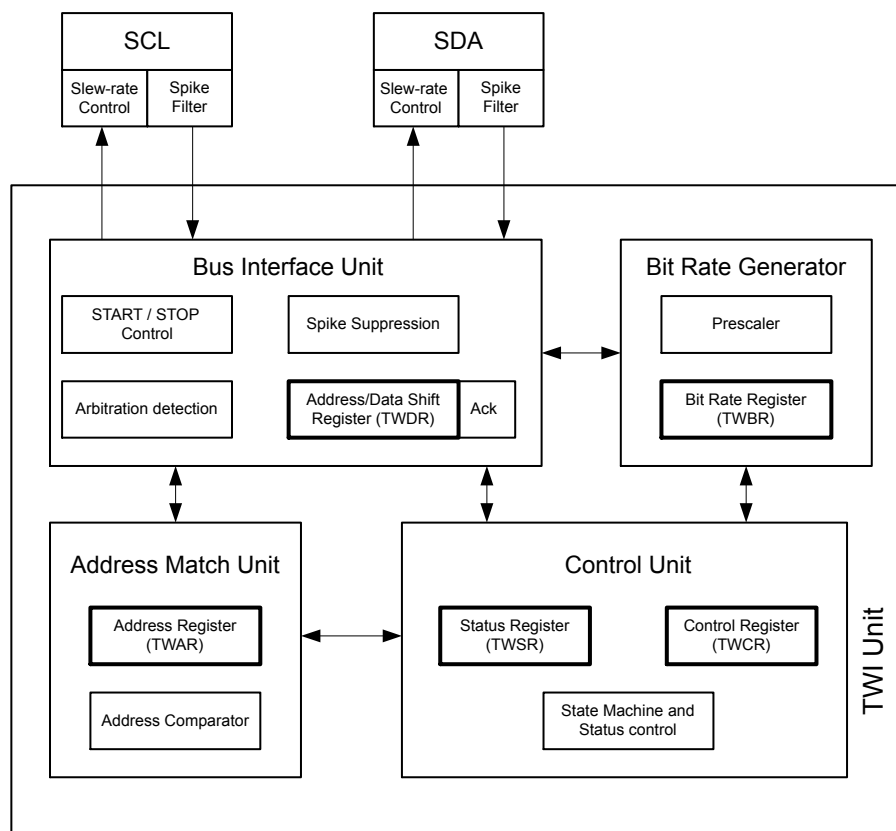 SCL
Slew-rate
Control
Spike
Filter
SDA
Slew-rate
Control
Spike
Filter
Bus Interface Unit
START / STOP
Control
Spike Suppression
Arbitration detection
Address/Data Shift
Register (TWDR)
Ack
Bit Rate Generator
Prescaler
Bit Rate Register
(TWBR)
Address Match Unit
Address Register
(TWAR)
Address Comparator
Control Unit
Status Register
(TWSR)
Control Register
(TWCR)
State Machine and
Status control
TWI Unit